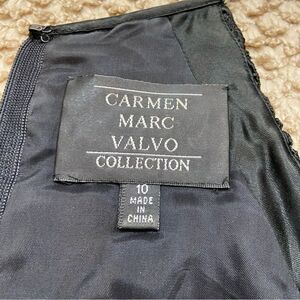 CARMEN
MARC
VALVO
COLLECTION
10
MADE
IN
CHINA